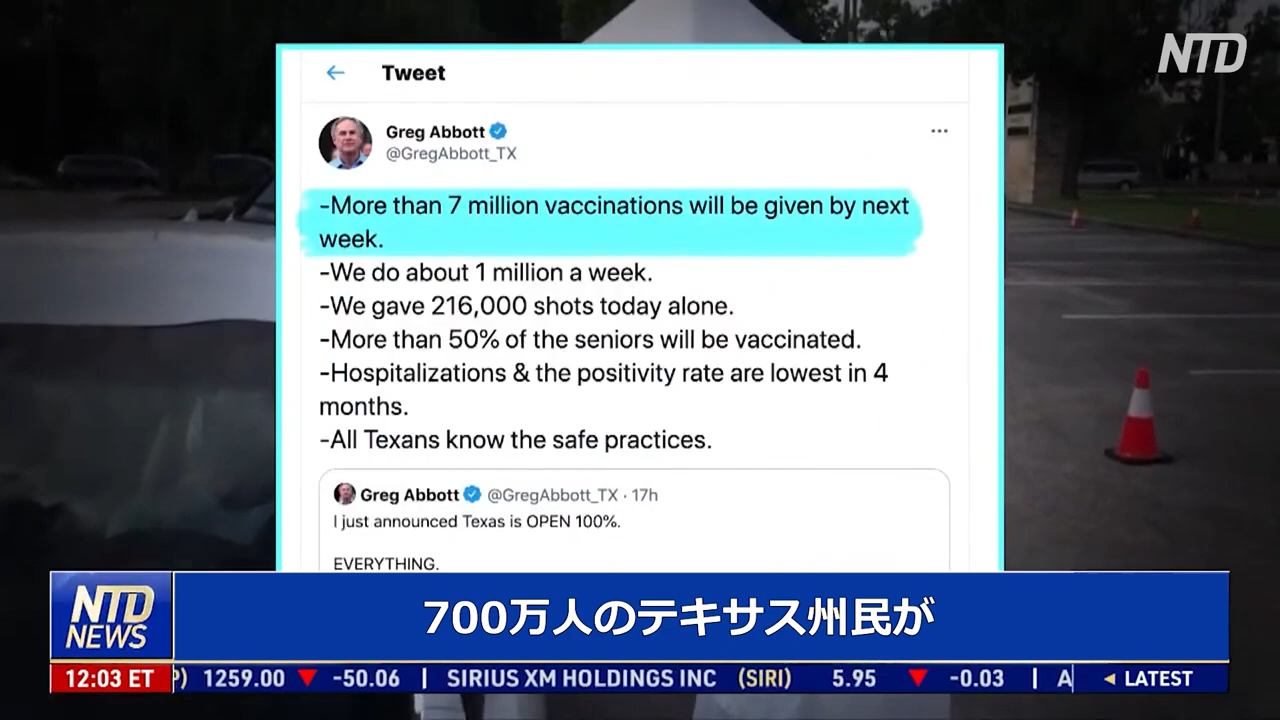 NTD
Tweet
Greg Abbott
@GregAbbott_TX
-More than 7 million vaccinations will be given by next
week.
-We do about 1 million a week.
-We gave 216,000 shots today alone.
-More than 50% of the seniors will be vaccinated.
-Hospitalizations & the positivity rate are lowest in 4
months.
-All Texans know the safe practices.
Greg Abbott @GregAbbott_TX · 17h
I just announced Texas is OPEN 100%.
EVERYTHING.
NTD
NEWS
700万人のテキサス州民が
12:03 ET P) 1259.00 ▼ -50.06 | SIRIUS XM HOLDINGS INC (SIRI) 5.95 ▼ -0.03 | A ◄ LATEST